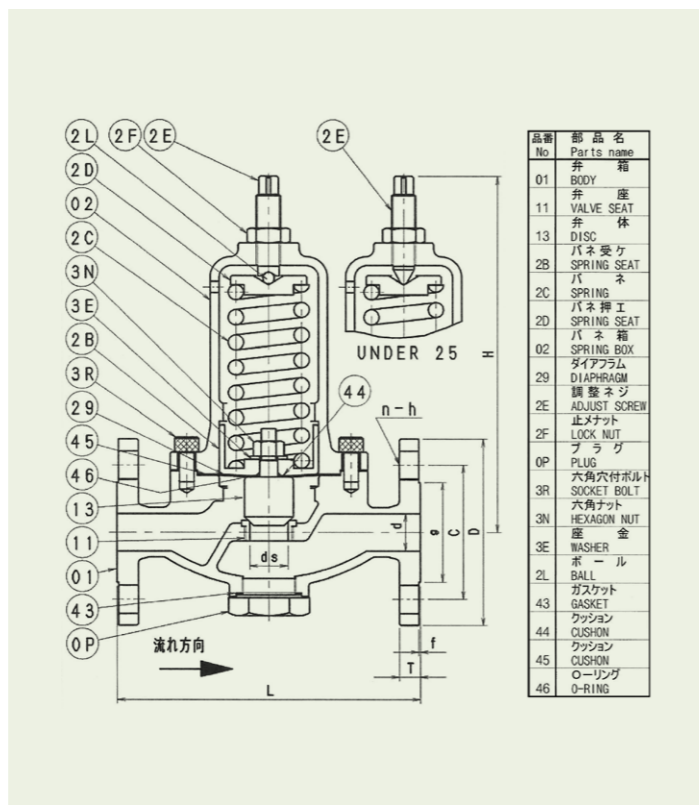 2L
2F
2E
2E
2D
02
2C
3N
3E
2B
3R
29
45
46
13
11
01
43
0P
44
UNDER 25
n-h
H
ds
d
g
C
D
f
T
L
流れ方向
品番 部品名
No Parts name
弁 箱
01 BODY
弁 座
11 VALVE SEAT
弁 体
13 DISC
バネ受ケ
2B SPRING SEAT
バ ネ
2C SPRING
バネ押エ
2D SPRING SEAT
バ ネ 箱
02 SPRING BOX
ダイアフラム
29 DIAPHRAGM
調整ネジ
2E ADJUST SCREW
止メナット
2F LOCK NUT
プ ラ グ
0P PLUG
六角穴付ボルト
3R SOCKET BOLT
六角ナット
3N HEXAGON NUT
座 金
3E WASHER
ボ ー ル
2L BALL
ガスケット
43 GASKET
クッション
44 CUSHON
クッション
45 CUSHON
Oーリング
46 O-RING